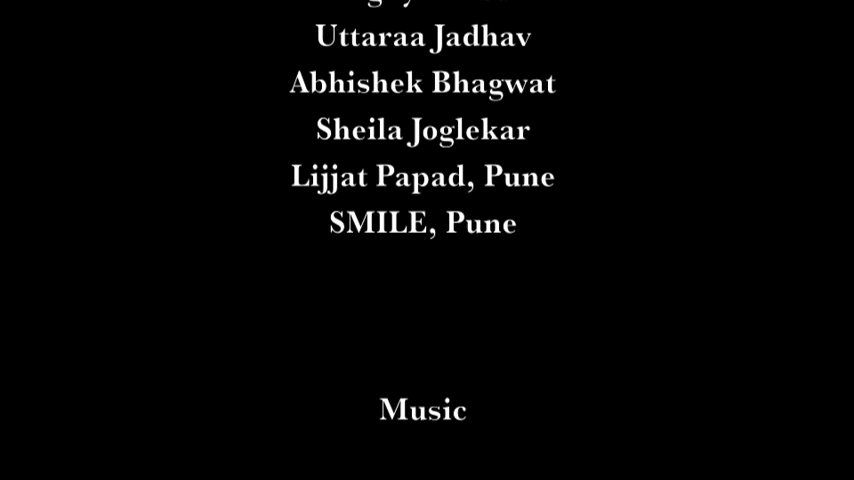 Uttaraa Jadhav
Abhishek Bhagwat
Sheila Joglekar
Lijjat Papad, Pune
SMILE, Pune
Music